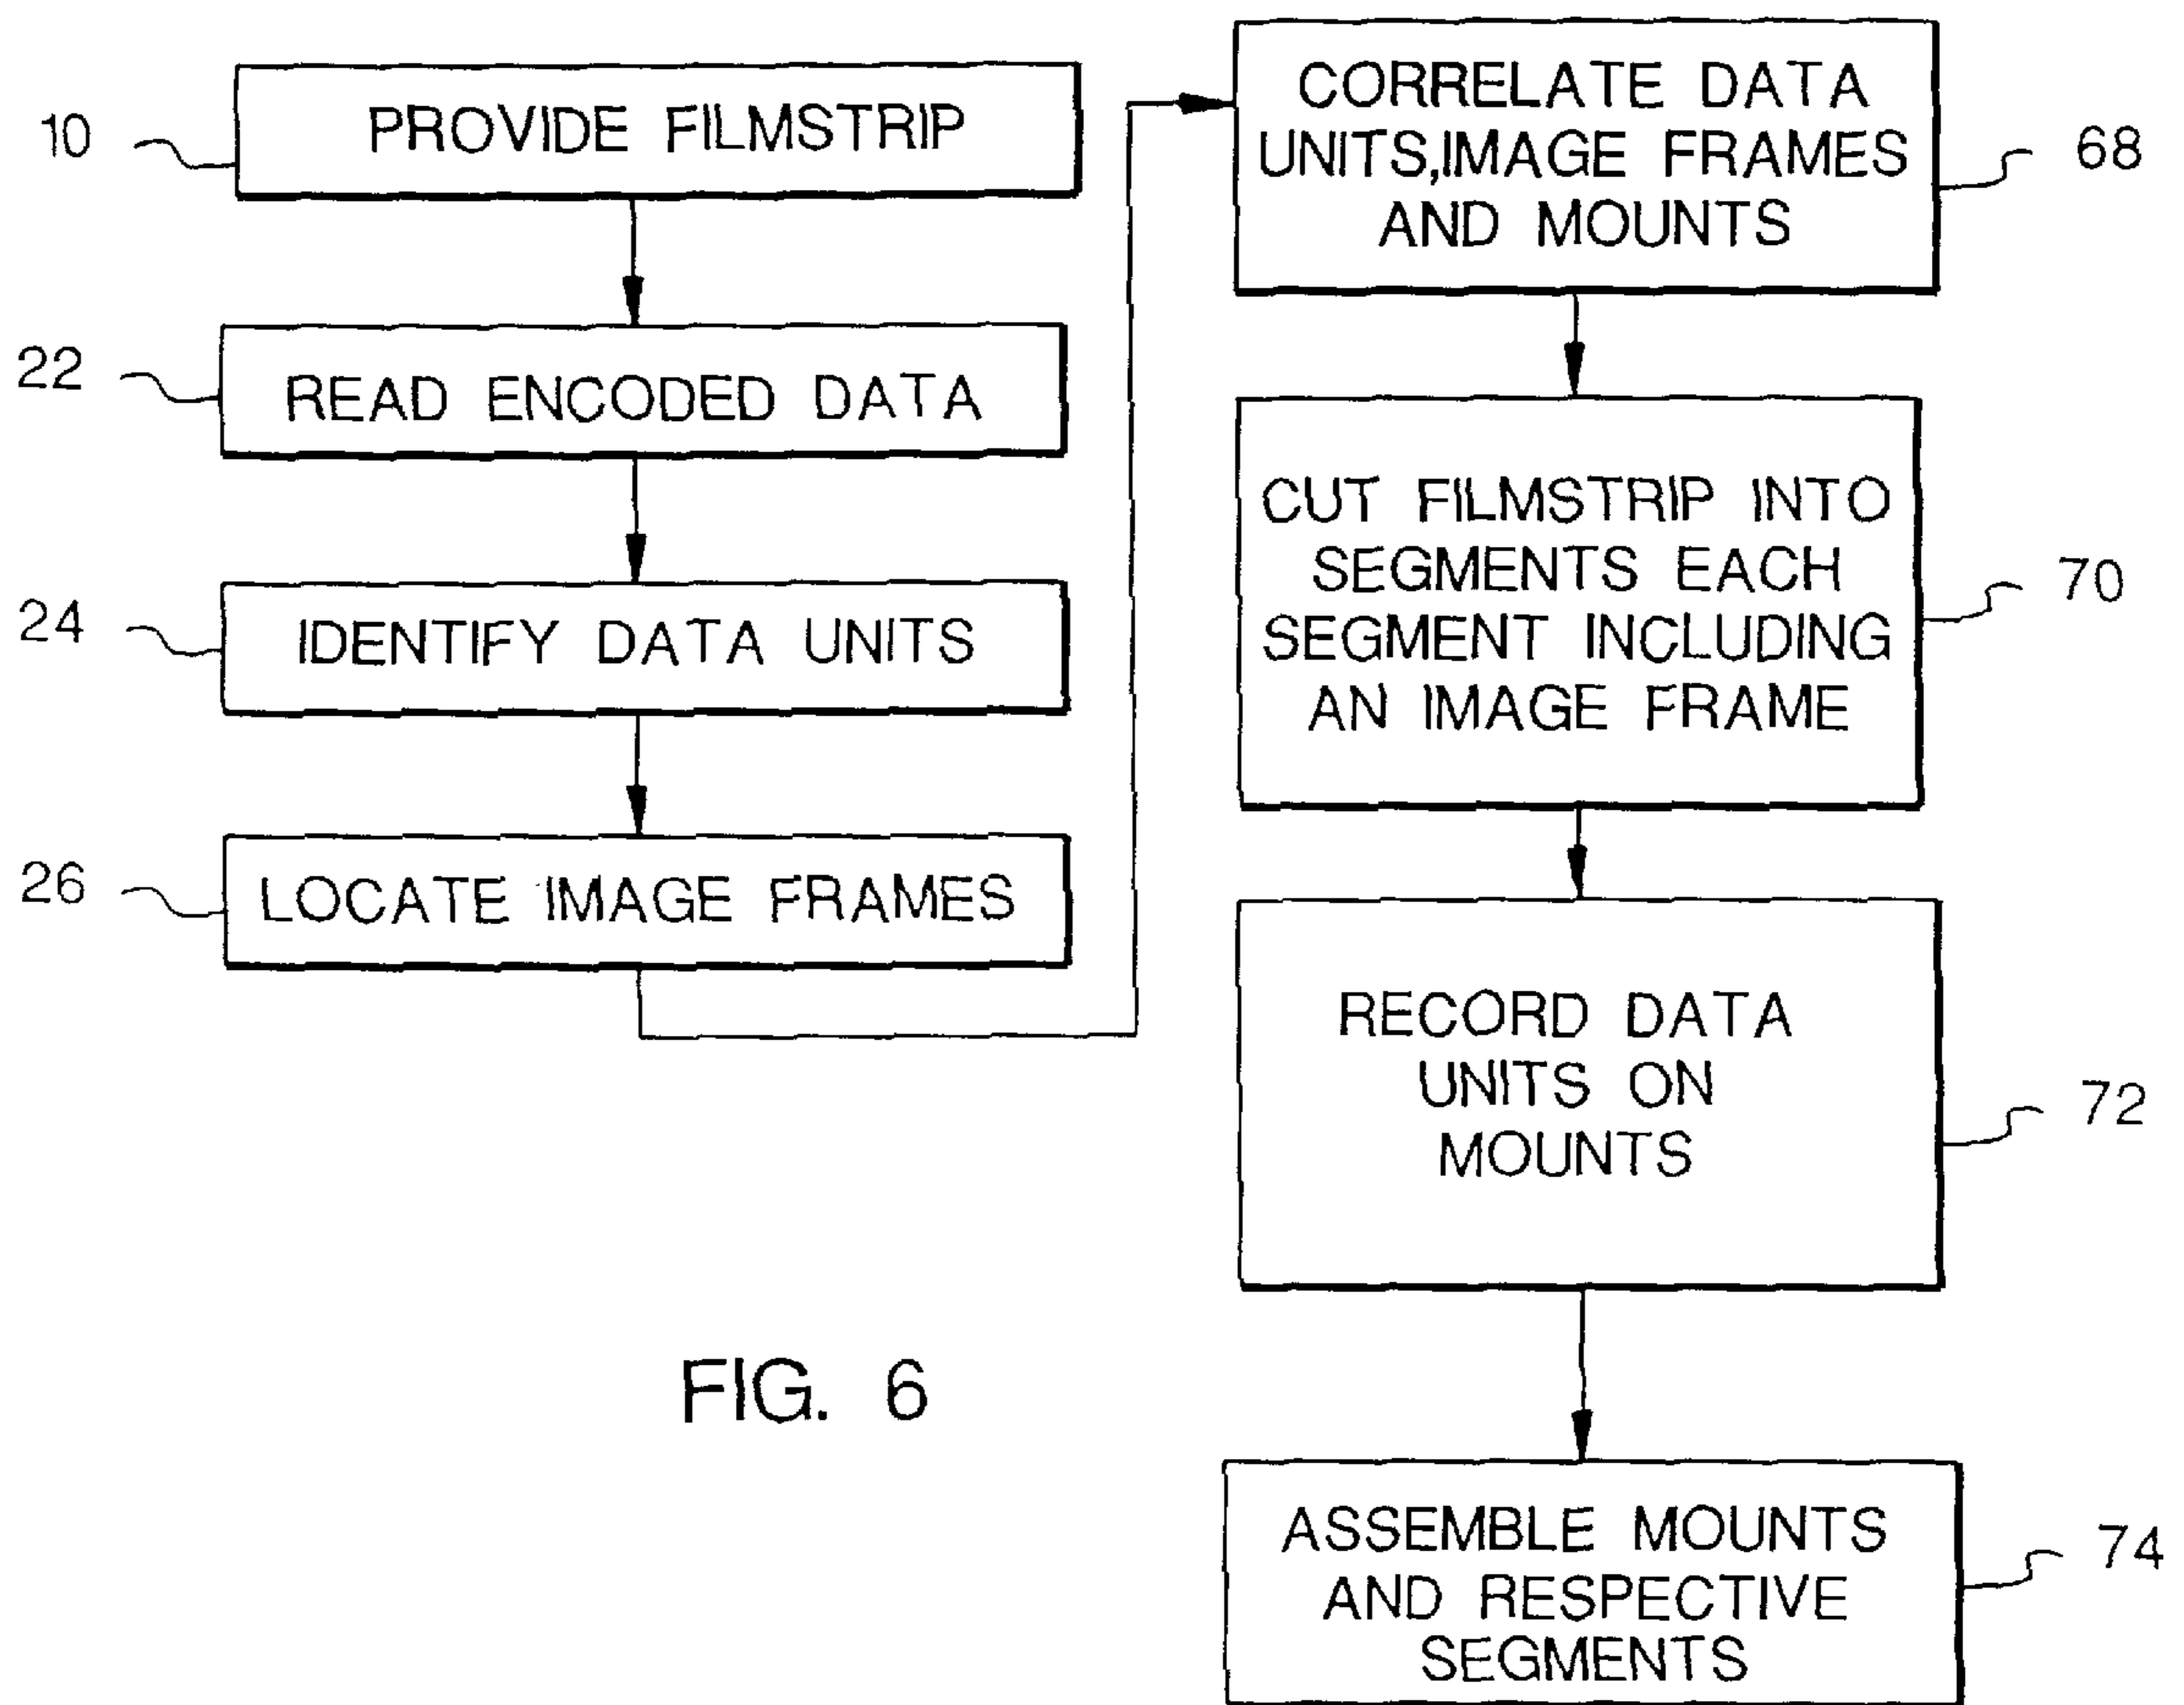 10
PROVIDE FILMSTRIP
22
READ ENCODED DATA
24
IDENTIFY DATA UNITS
26
LOCATE IMAGE FRAMES
CORRELATE DATA
UNITS,IMAGE FRAMES
AND MOUNTS
68
CUT FILMSTRIP INTO
SEGMENTS EACH
SEGMENT INCLUDING
AN IMAGE FRAME
70
RECORD DATA
UNITS ON
MOUNTS
72
ASSEMBLE MOUNTS
AND RESPECTIVE
SEGMENTS
74
FIG. 6